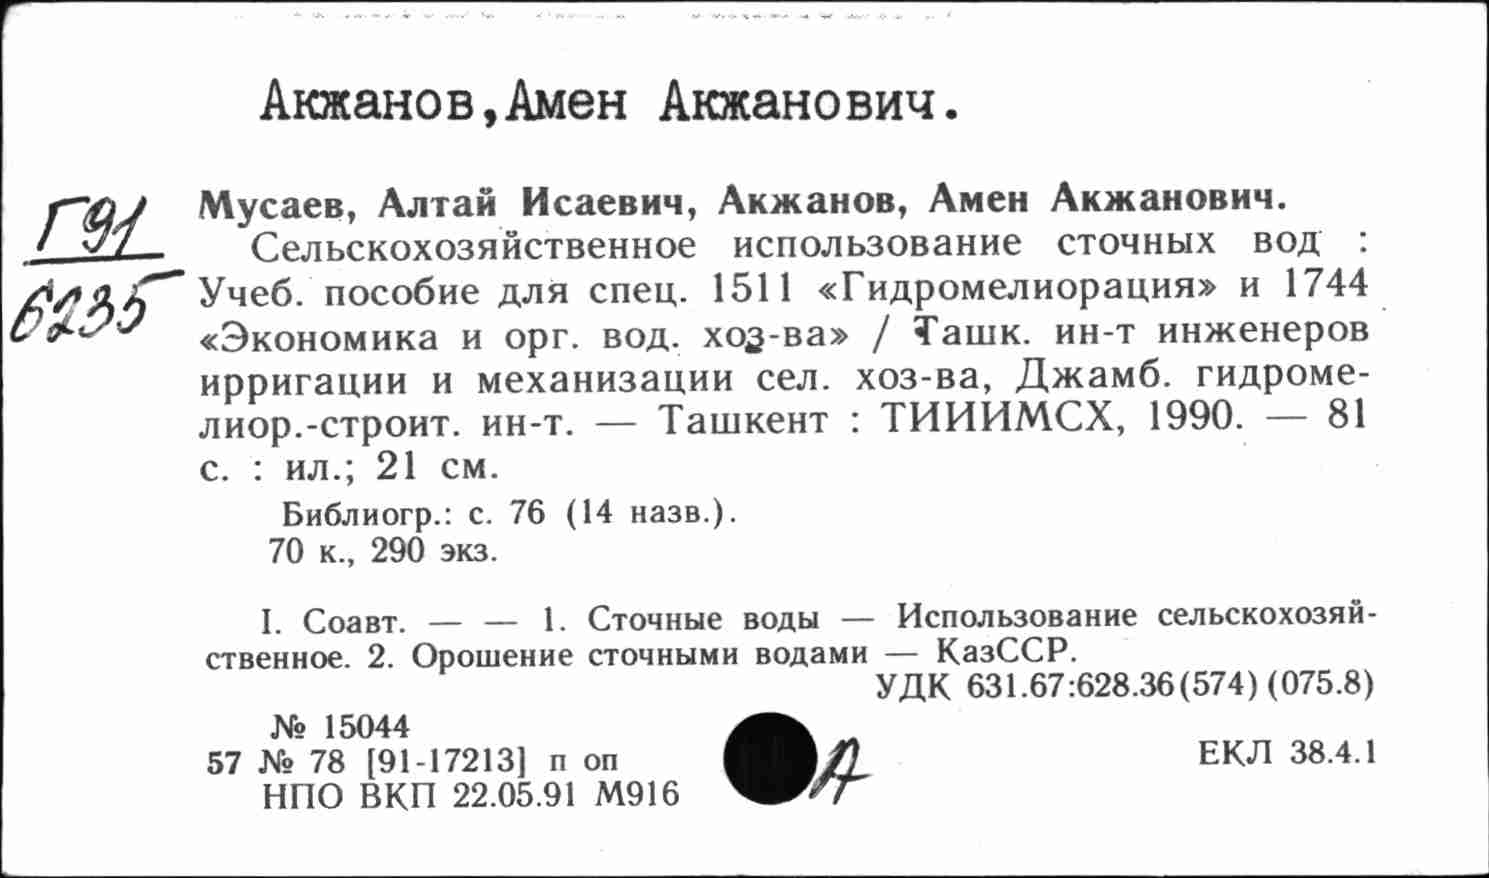 Акжанов,Амен Акжанович.
Г91
6235
Мусаев, Алтай Исаевич, Акжанов, Амен Акжанович.
Сельскохозяйственное использование сточных вод :
Учеб. пособие для спец. 1511 «Гидромелиорация» и 1744
«Экономика и орг. вод. хоз-ва» / Ташк. ин-т инженеров
ирригации и механизации сел. хоз-ва, Джамб. гидроме-
лиор.-строит. ин-т. — Ташкент : ТИИИМСХ, 1990. — 81
с. : ил.; 21 см.
Библиогр.: с. 76 (14 назв.).
70 к., 290 экз.
I. Соавт. — — 1. Сточные воды — Использование сельскохозяй-
ственное. 2. Орошение сточными водами — КазССР.
УДК 631.67:628.36(574)(075.8)
№ 15044
57 № 78 [91-17213] п оп
НПО ВКП 22.05.91 М916
А
ЕКЛ 38.4.1